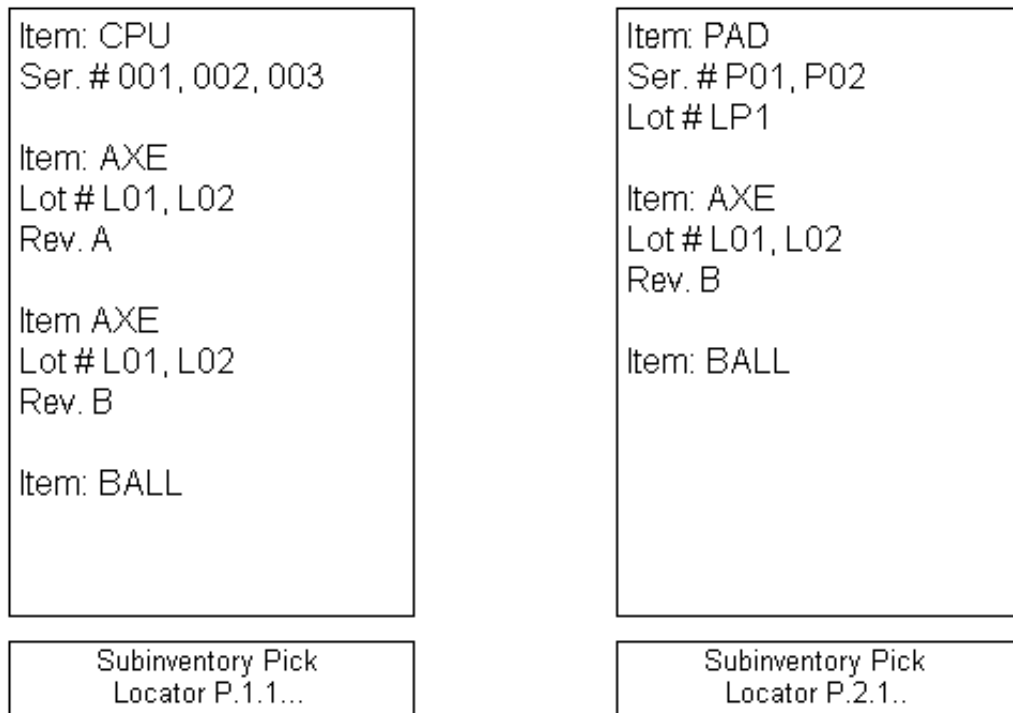 Item: CPU
Ser. # 001, 002, 003
Item: AXE
Lot # L01, L02
Rev. A
Item AXE
Lot # L01, L02
Rev. B
Item: BALL
Subinventory Pick
Locator P.1.1...
Item: PAD
Ser. # P01, P02
Lot # LP1
Item: AXE
Lot # L01, L02
Rev. B
Item: BALL
Subinventory Pick
Locator P.2.1..